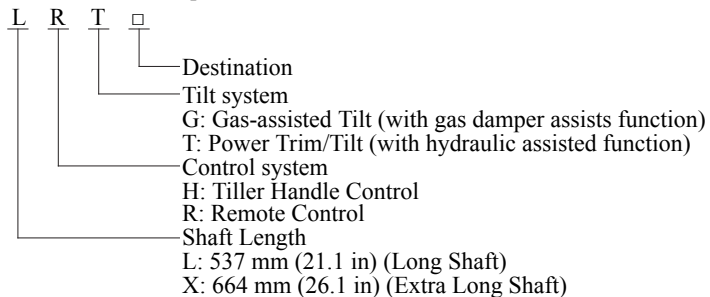 L R T □
Destination
Tilt system
G: Gas-assisted Tilt (with gas damper assists function)
T: Power Trim/Tilt (with hydraulic assisted function)
Control system
H: Tiller Handle Control
R: Remote Control
Shaft Length
L: 537 mm (21.1 in) (Long Shaft)
X: 664 mm (26.1 in) (Extra Long Shaft)